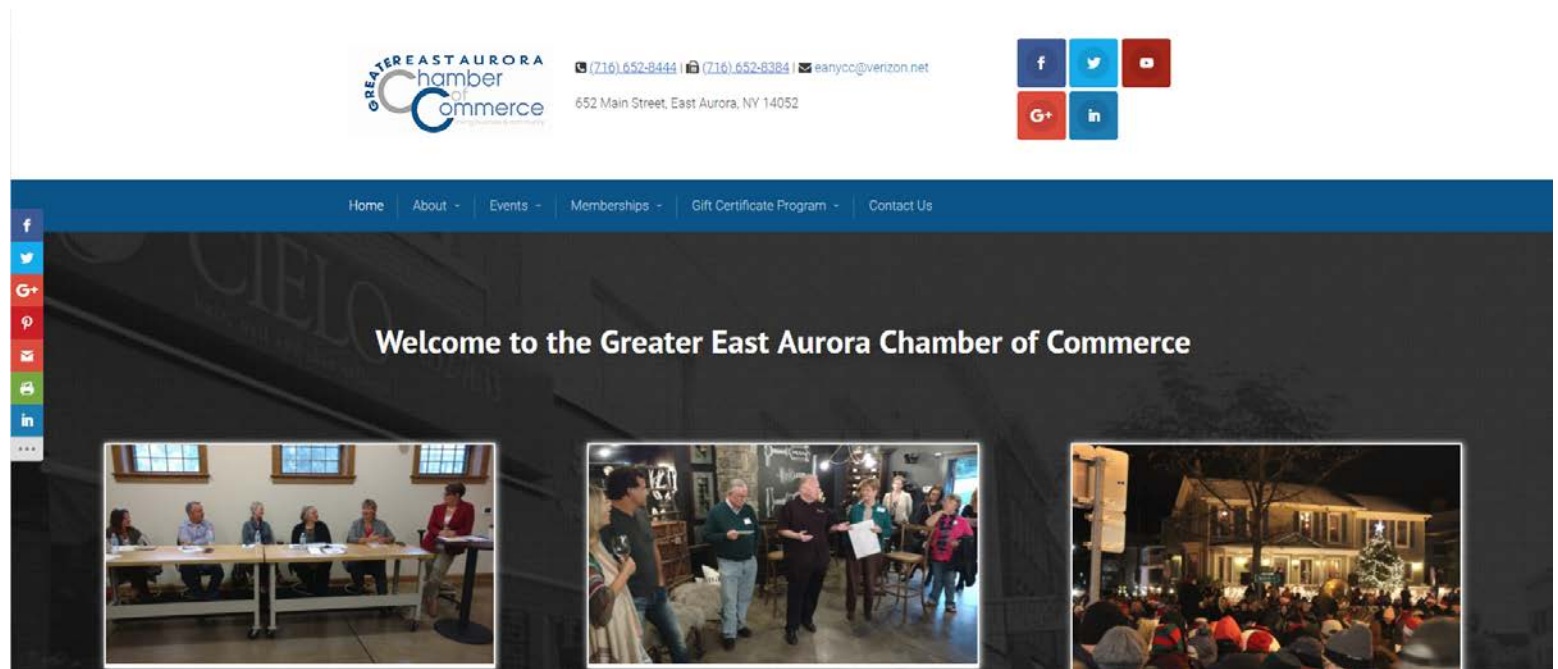 GREATER EAST AURORA
Chamber
of
Commerce
(716) 652-8444 | (716) 652-8384 | eanycc@verizon.net
652 Main Street, East Aurora, NY 14052
f
G+ in
Home About Events Memberships Gift Certificate Program Contact Us
f
G+
in
CIELO
Welcome to the Greater East Aurora Chamber of Commerce